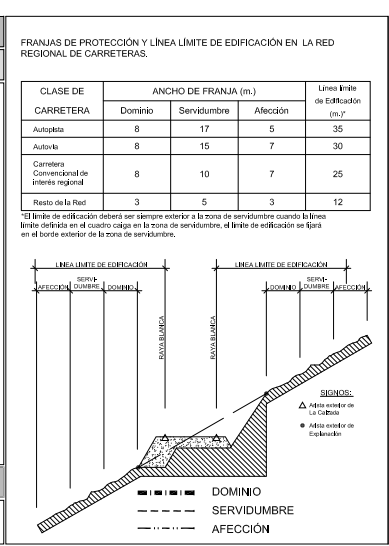 FRANJAS DE PROTECCIÓN Y LÍNEA LÍMITE DE EDIFICACIÓN EN LA RED
REGIONAL DE CARRETERAS.
CLASE DE
CARRETERA
ANCHO DE FRANJA (m.)
Línea límite
de Edificación
(m.)*
Dominio Servidumbre Afección
Autopista 8 17 5 35
Autovía 8 15 7 30
Carretera
Convencional de
interés regional
8 10 7 25
Resto de la Red 3 5 3 12
*El límite de edificación deberá ser siempre exterior a la zona de servidumbre cuando la línea
límite definida en el cuadro caiga en la zona de servidumbre, el límite de edificación se fijará
en el borde exterior de la zona de servidumbre.
LINEA LIMITE DE EDIFICACIÓN
LINEA LIMITE DE EDIFICACIÓN
AFECCIÓN
SERVI-
DUMBRE
DOMINIO
DOMINIO
SERVI-
DUMBRE
AFECCIÓN
RAYA BLANCA
RAYA BLANCA
SIGNOS:
Arista exterior de
La Calzada
Arista exterior de
Explanación
DOMINIO
SERVIDUMBRE
AFECCIÓN